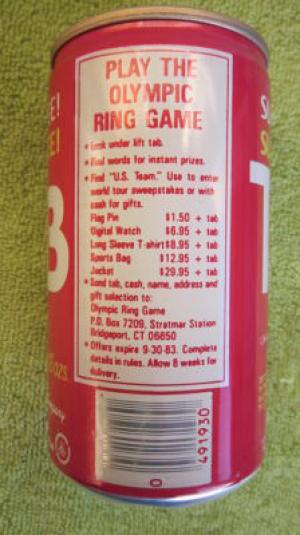 PLAY THE
OLYMPIC
RING GAME
• Look under lift tab.
• Find words for instant prizes.
• Find "U.S. Team." Use to enter
world tour sweepstakes or with
cash for gifts.
Flag Pin $1.50 + tab
Digital Watch $6.95 + tab
Long Sleeve T-shirt $8.95 + tab
Sports Bag $12.95 + tab
Jacket $29.95 + tab
• Send tab, cash, name, address and
gift selection to:
Olympic Ring Game
P.O. Box 7209, Stratmar Station
Bridgeport, CT 06650
• Offers expire 9-30-83. Complete
details in rules. Allow 8 weeks for
delivery.
491930
0